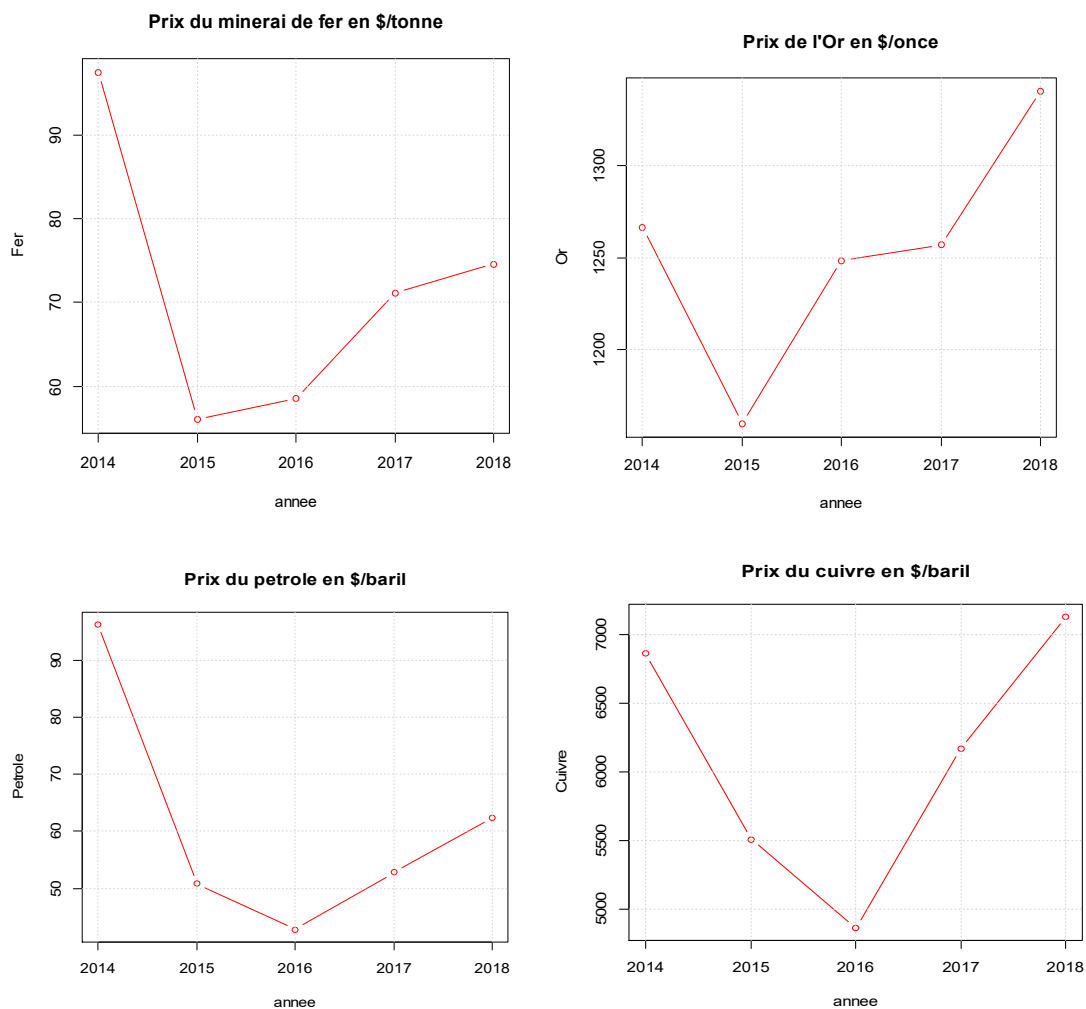 Prix du minerai de fer en $/tonne
Fer
90
80
70
60
2014 2015 2016 2017 2018
annee
Prix de l'Or en $/once
Or
1300
1250
1200
2014 2015 2016 2017 2018
annee
Prix du petrole en $/baril
Petrole
90
80
70
60
50
2014 2015 2016 2017 2018
annee
Prix du cuivre en $/baril
Cuivre
7000
6500
6000
5500
5000
2014 2015 2016 2017 2018
annee